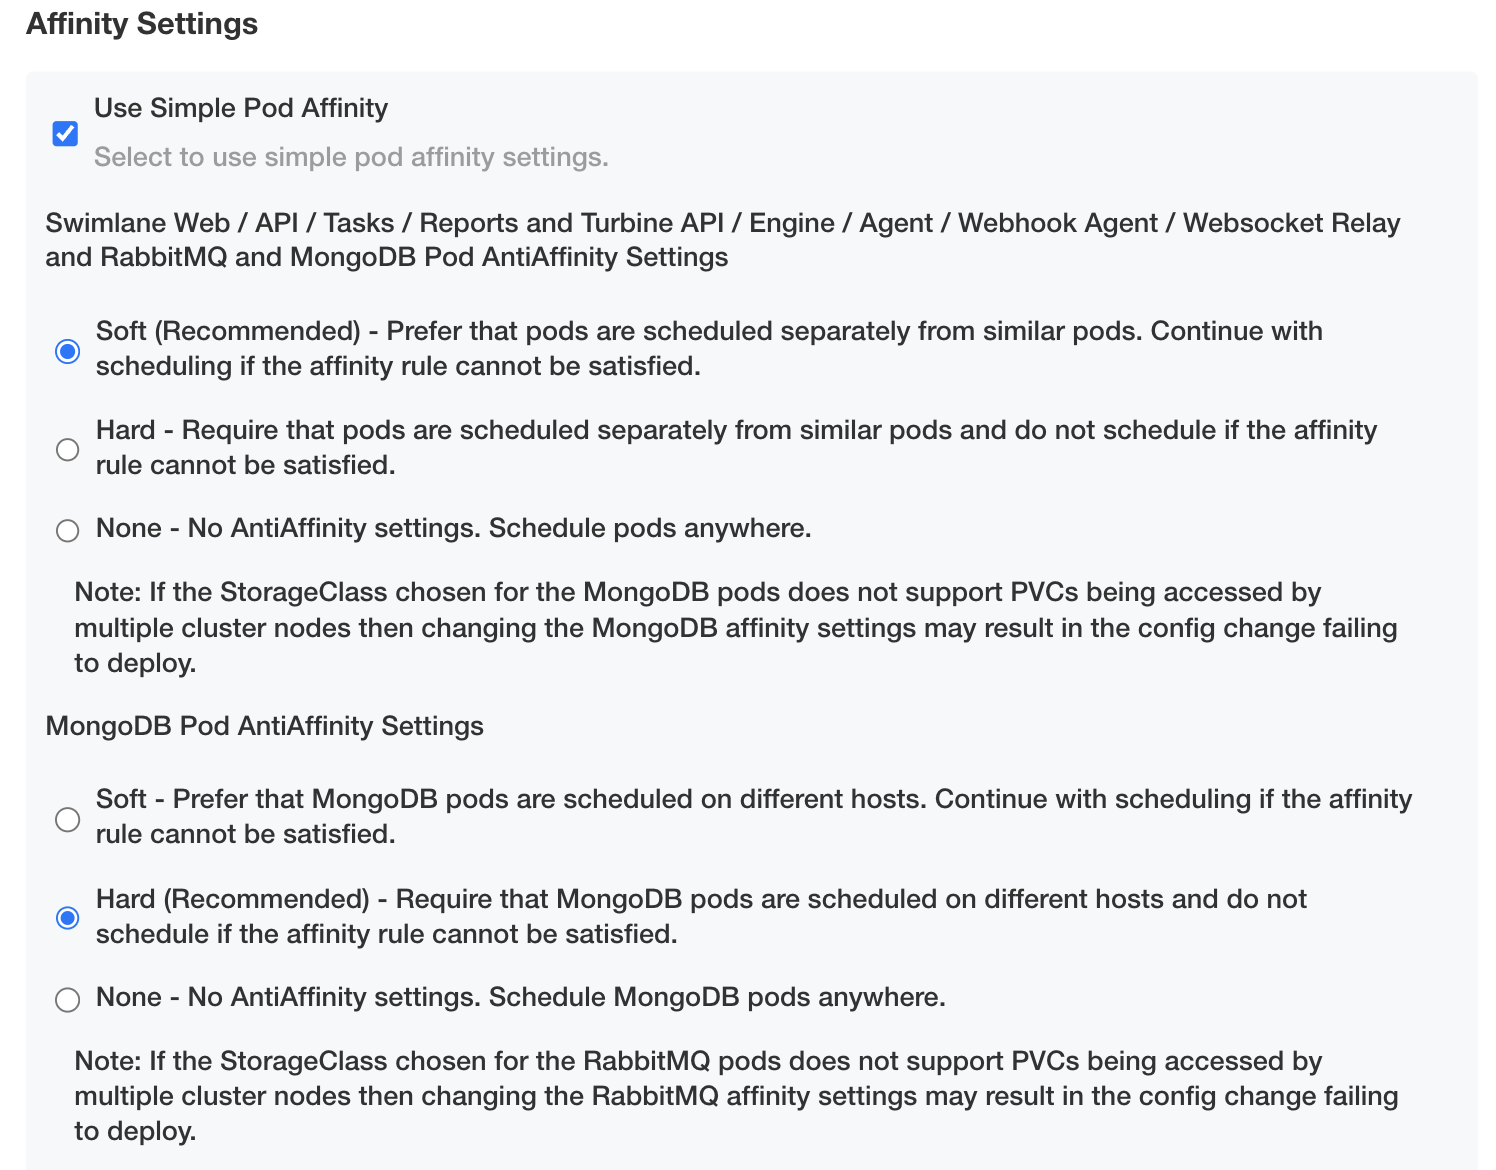 Affinity Settings
Use Simple Pod Affinity
Select to use simple pod affinity settings.
Swimlane Web / API / Tasks / Reports and Turbine API / Engine / Agent / Webhook Agent / Websocket Relay
and RabbitMQ and MongoDB Pod AntiAffinity Settings
Soft (Recommended) - Prefer that pods are scheduled separately from similar pods. Continue with
scheduling if the affinity rule cannot be satisfied.
Hard - Require that pods are scheduled separately from similar pods and do not schedule if the affinity
rule cannot be satisfied.
None - No AntiAffinity settings. Schedule pods anywhere.
Note: If the StorageClass chosen for the MongoDB pods does not support PVCs being accessed by
multiple cluster nodes then changing the MongoDB affinity settings may result in the config change failing
to deploy.
MongoDB Pod AntiAffinity Settings
Soft - Prefer that MongoDB pods are scheduled on different hosts. Continue with scheduling if the affinity
rule cannot be satisfied.
Hard (Recommended) - Require that MongoDB pods are scheduled on different hosts and do not
schedule if the affinity rule cannot be satisfied.
None - No AntiAffinity settings. Schedule MongoDB pods anywhere.
Note: If the StorageClass chosen for the RabbitMQ pods does not support PVCs being accessed by
multiple cluster nodes then changing the RabbitMQ affinity settings may result in the config change failing
to deploy.